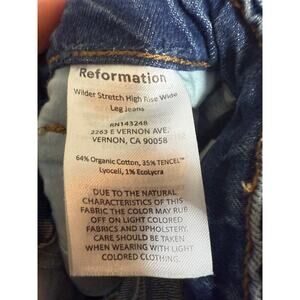 Reformation
Wilder Stretch High Rise Wide
Leg Jeans
RN143248
2263 E VERNON AVE.
VERNON, CA 90058
64% Organic Cotton, 35% TENCEL™
Lyocell, 1% EcoLycra
DUE TO THE NATURAL
CHARACTERISTICS OF THIS
FABRIC THE COLOR MAY RUB
OFF ON LIGHT COLORED
FABRICS AND UPHOLSTERY.
CARE SHOULD BE TAKEN
WHEN WEARING WITH LIGHT
COLORED CLOTHING.